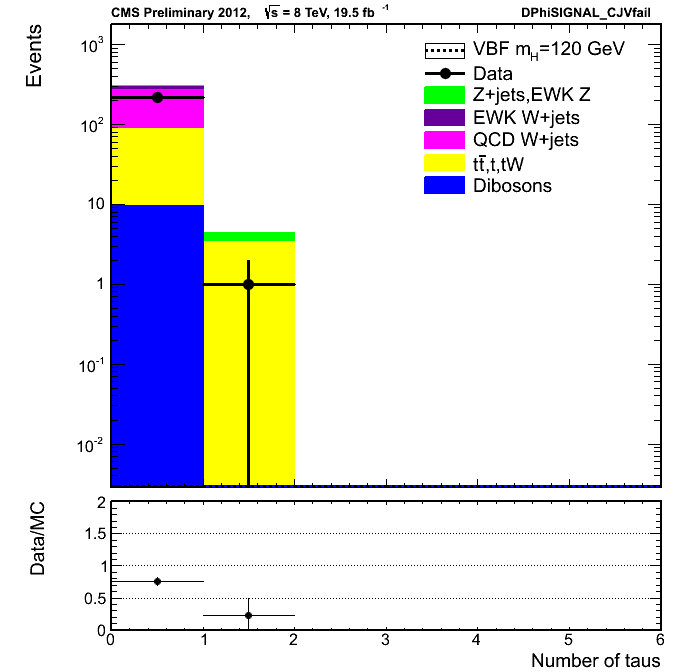 CMS Preliminary 2012, √s = 8 TeV, 19.5 fb⁻¹ DPhiSIGNAL_CJVfail
Events
10³
10²
10
1
10⁻¹
10⁻²
VBF m_H=120 GeV
Data
Z+jets,EWK Z
EWK W+jets
QCD W+jets
tt̅,t,tW
Dibosons
Data/MC
2
1.5
1
0.5
0
0 1 2 3 4 5 6
Number of taus